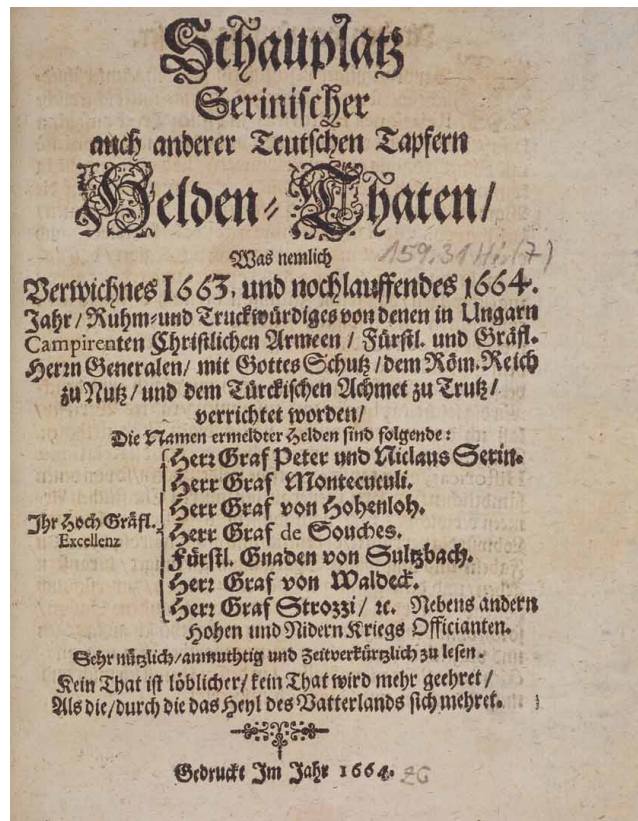 Schauplatz
Serinischer
auch anderer Teutschen Tapfern
Helden- Thaten/
Was nemlich
159.31 Hi (7)
Verwichnes 1663. und nochlauffendes 1664.
Jahr/ Ruhm- und Truckwürdiges von denen in Ungarn
Campirenten Christlichen Armeen / Fürstl. und Gräfl.
Herrn Generalen/ mit Gottes Schutz/ dem Röm. Reich
zu Nutz/ und dem Türckischen Achmet zu Trutz/
verrichtet worden/
Die Namen ermeldter Helden sind folgende:
Ihr Hoch Gräfl.
Excellenz
Herr Graf Peter und Niclaus Serin.
Herr Graf Montecuculi.
Herr Graf von Hohenloh.
Herr Graf de Souches.
Fürstl. Gnaden von Sultzbach.
Herr Graf von Waldeck.
Herr Graf Strozzi/ ꝛc. Nebens andern
Hohen und Nidern Kriegs Officianten.
Sehr nützlich/anmuthtig und Zeitverkürtzlich zu lesen.
Kein That ist löblicher/ kein That wird mehr geehret/
Als die/durch die das Heyl des Vatterlands sich mehret.
Gedruckt Im Jahr 1664.